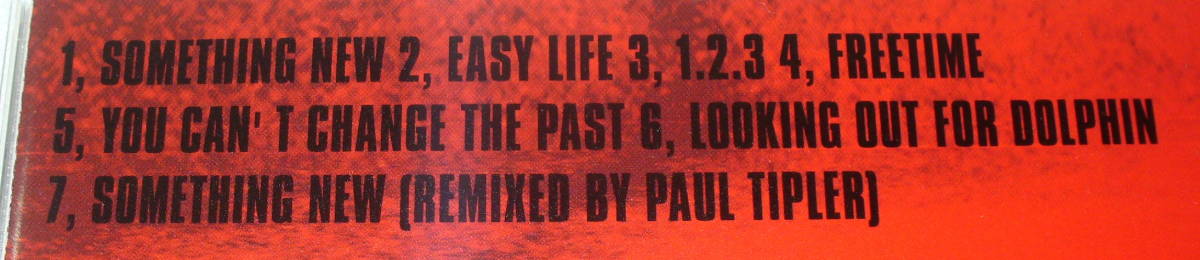 1, SOMETHING NEW 2, EASY LIFE 3, 1.2.3 4, FREETIME
5, YOU CAN' T CHANGE THE PAST 6, LOOKING OUT FOR DOLPHIN
7, SOMETHING NEW (REMIXED BY PAUL TIPLER)